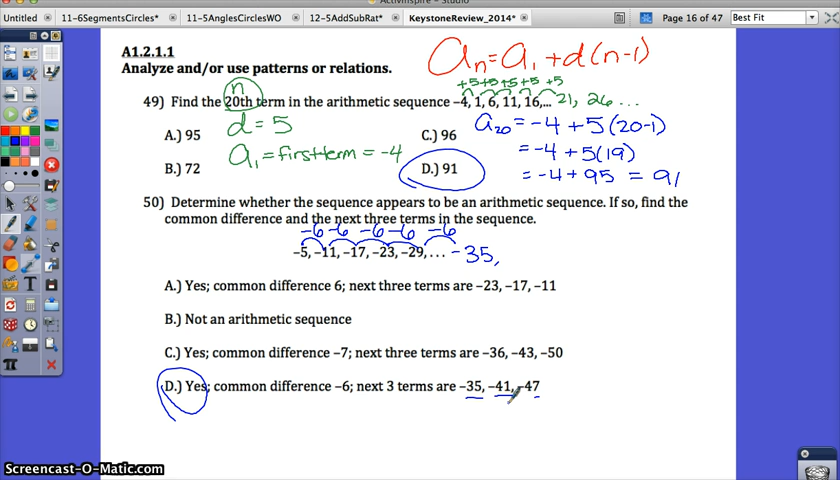 ActivInspire - Studio
Untitled 11-6SegmentsCircles* 11-5AnglesCirclesWO 12-5AddSubRat* KeystoneReview_2014* Page 16 of 47 Best Fit
A1.2.1.1
Analyze and/or use patterns or relations.
an = a1 + d(n-1)
n
+5 +5 +5 +5 +5
49) Find the 20th term in the arithmetic sequence –4, 1, 6, 11, 16,... 21, 26 ...
d = 5
a20 = -4 + 5(20-1)
A.) 95 C.) 96
a1 = first term = -4
= -4 + 5(19)
B.) 72 D.) 91
= -4 + 95 = 91
50) Determine whether the sequence appears to be an arithmetic sequence. If so, find the
common difference and the next three terms in the sequence.
-6 -6 -6 -6 -6
–5, –11, –17, –23, –29, ... -35,
A.) Yes; common difference 6; next three terms are –23, –17, –11
B.) Not an arithmetic sequence
C.) Yes; common difference –7; next three terms are –36, –43, –50
D.) Yes; common difference –6; next 3 terms are –35, –41, –47
Screencast-O-Matic.com